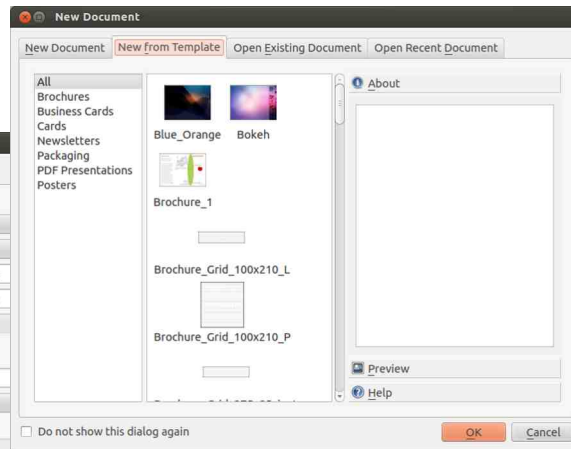 New Document
New Document New from Template Open Existing Document Open Recent Document
All
Brochures
Business Cards
Cards
Newsletters
Packaging
PDF Presentations
Posters
Blue_Orange Bokeh
Brochure_1
Brochure_Grid_100x210_L
Brochure_Grid_100x210_P
About
Preview
Help
Do not show this dialog again
OK Cancel